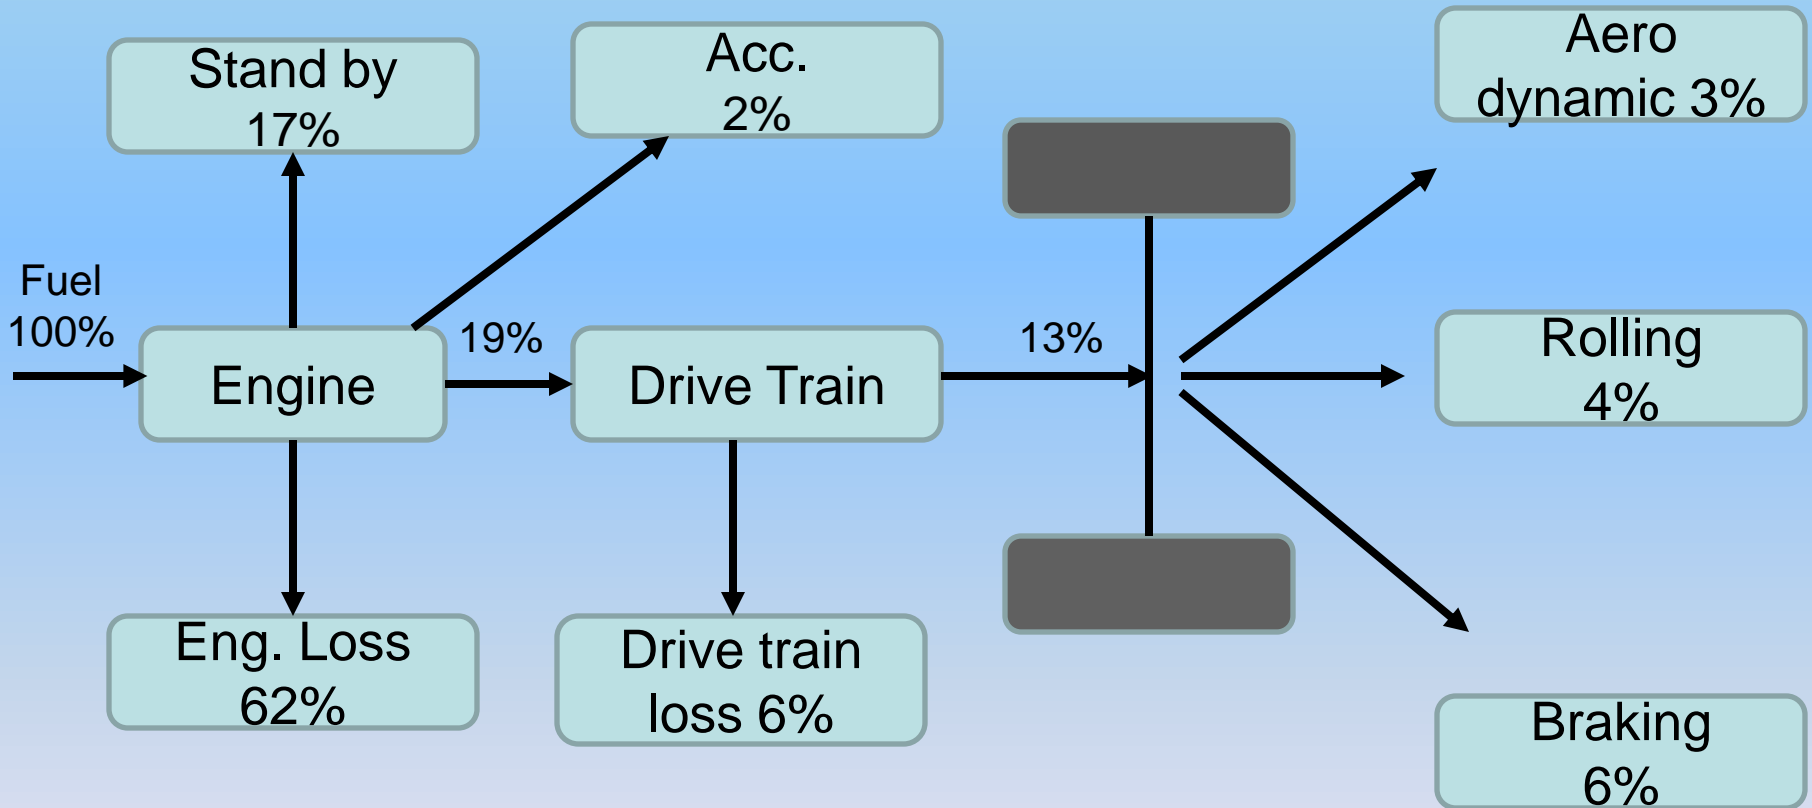 Stand by
17%
Acc.
2%
Aero
dynamic 3%
Fuel
100%
Engine
19%
Drive Train
13%
Rolling
4%
Eng. Loss
62%
Drive train
loss 6%
Braking
6%